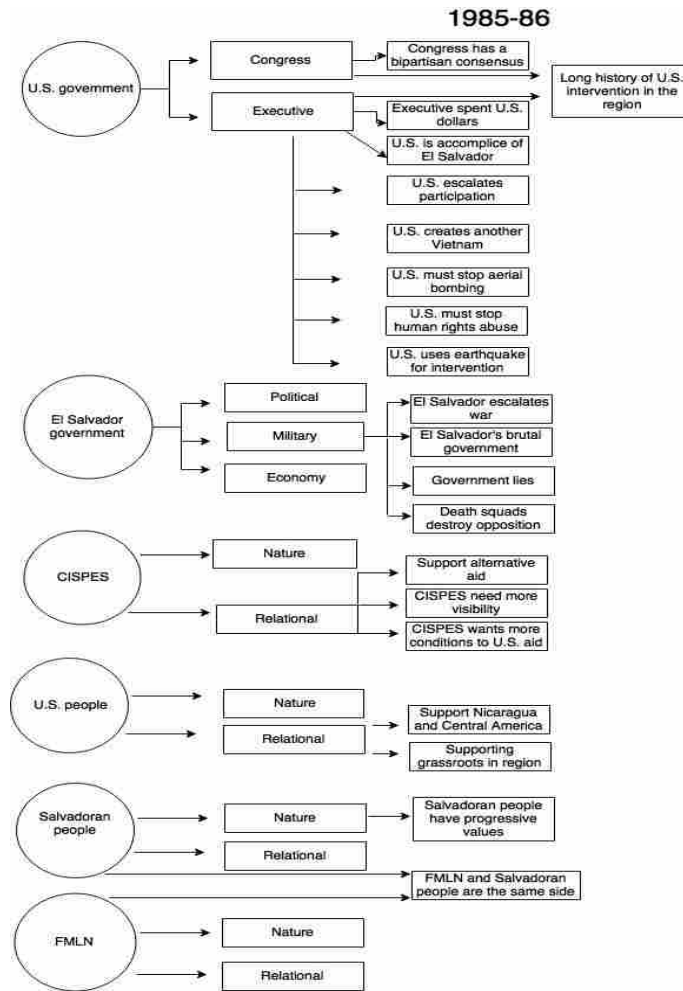 1985-86
U.S. government
Congress
Congress has a
bipartisan consensus
Long history of U.S.
intervention in the
region
Executive
Executive spent U.S.
dollars
U.S. is accomplice of
El Salvador
U.S. escalates
participation
U.S. creates another
Vietnam
U.S. must stop aerial
bombing
U.S. must stop
human rights abuse
U.S. uses earthquake
for intervention
El Salvador
government
Political
Military
Economy
El Salvador escalates
war
El Salvador's brutal
government
Government lies
Death squads
destroy opposition
CISPES
Nature
Relational
Support alternative
aid
CISPES need more
visibility
CISPES wants more
conditions to U.S. aid
U.S. people
Nature
Relational
Support Nicaragua
and Central America
Supporting
grassroots in region
Salvadoran
people
Nature
Relational
Salvadoran people
have progressive
values
FMLN and Salvadoran
people are the same side
FMLN
Nature
Relational